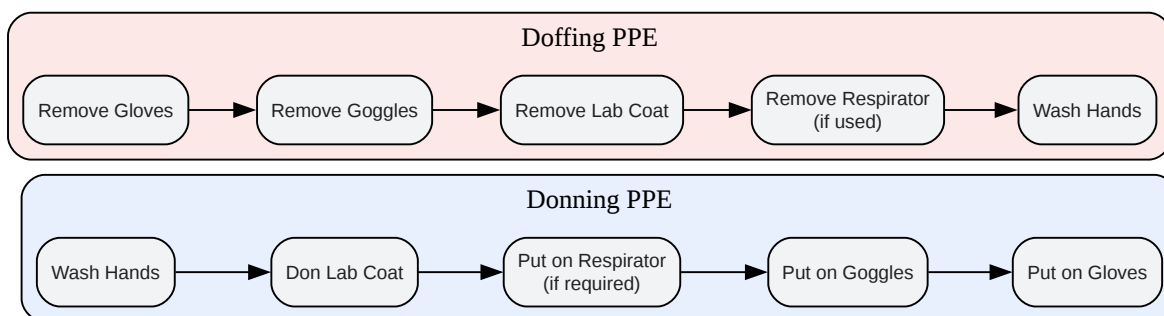 Doffing PPE
Remove Gloves
Remove Goggles
Remove Lab Coat
Remove Respirator
(if used)
Wash Hands
Donning PPE
Wash Hands
Don Lab Coat
Put on Respirator
(if required)
Put on Goggles
Put on Gloves